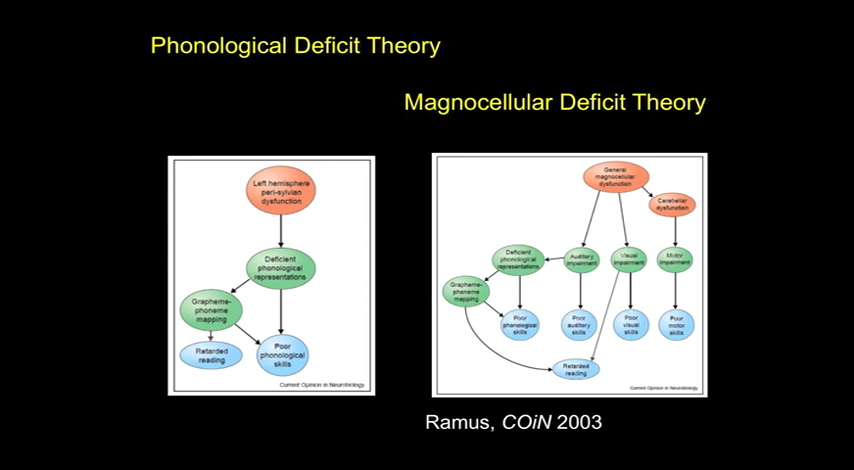 Phonological Deficit Theory
Magnocellular Deficit Theory
Left hemisphere
peri-sylvian
dysfunction
Deficient
phonological
representations
Grapheme-
phoneme
mapping
Retarded
reading
Poor
phonological
skills
Current Opinion in Neurobiology
General
magnocellular
dysfunction
Cerebellar
dysfunction
Deficient
phonological
representations
Auditory
impairment
Visual
impairment
Motor
impairment
Grapheme-
phoneme
mapping
Poor
phonological
skills
Poor
auditory
skills
Poor
visual
skills
Poor
motor
skills
Retarded
reading
Current Opinion in Neurobiology
Ramus, COiN 2003